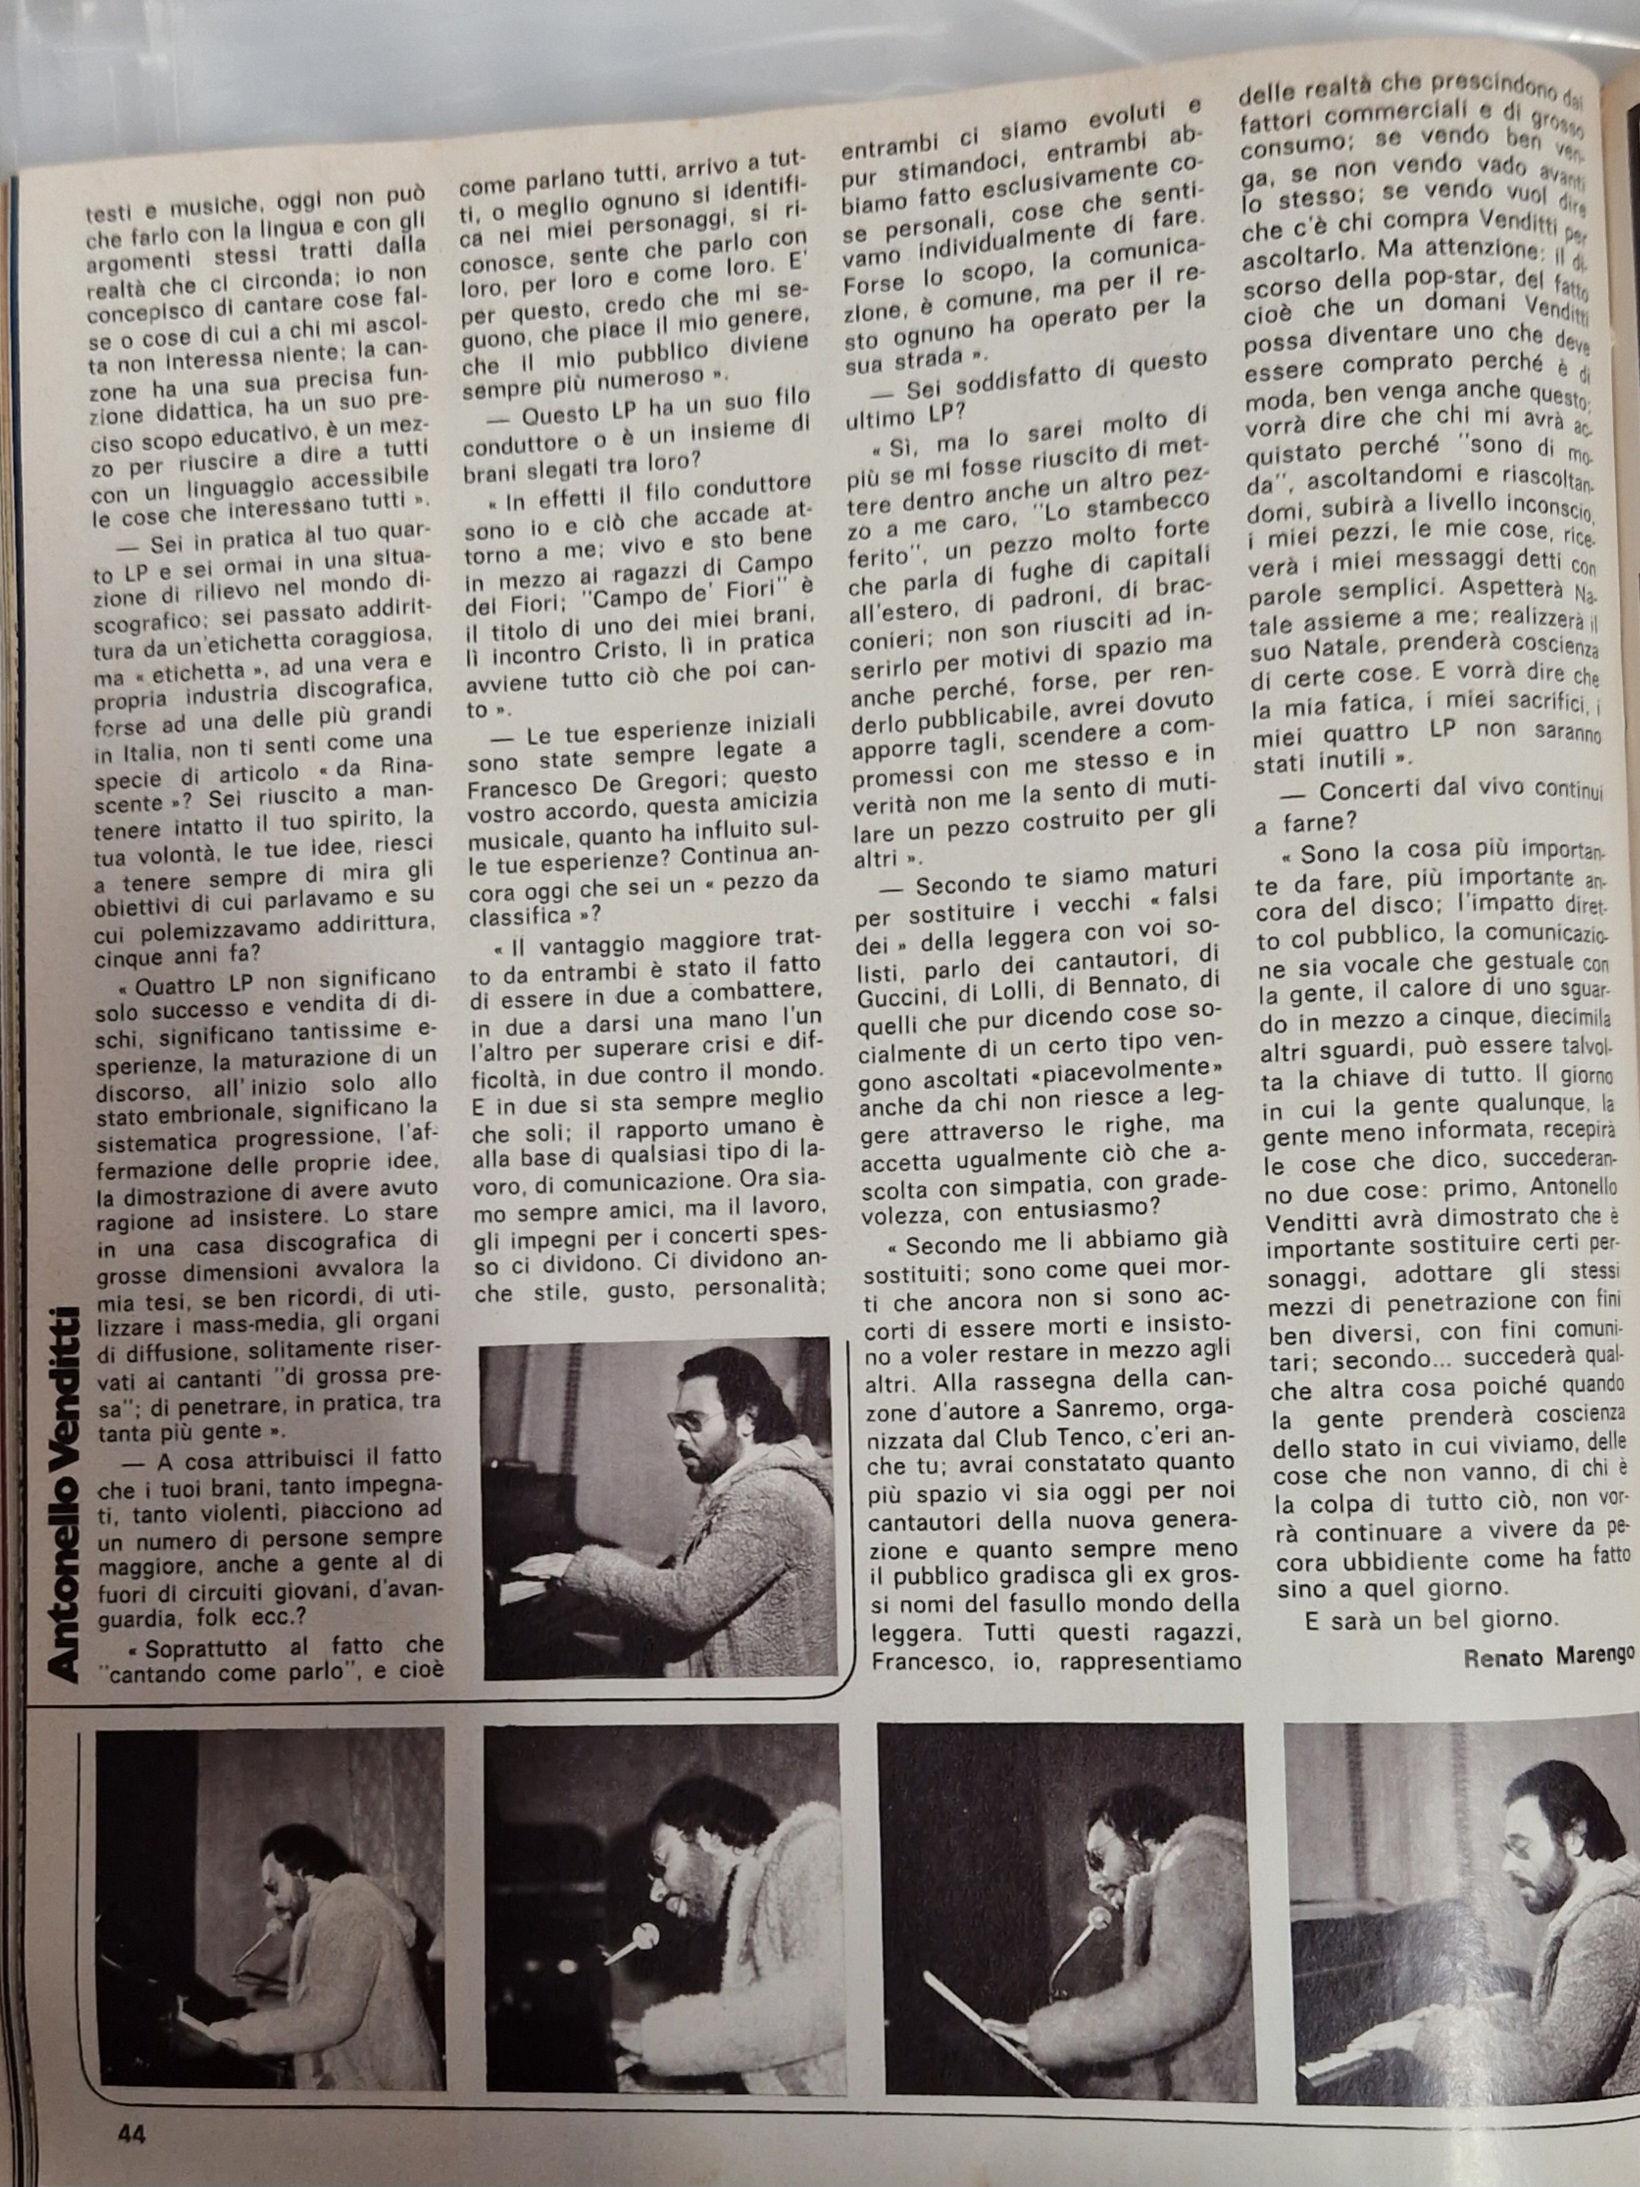 testi e musiche, oggi non può
che farlo con la lingua e con gli
argomenti stessi tratti dalla
realtà che ci circonda; io non
concepisco di cantare cose fal-
se o cose di cui a chi mi ascol-
ta non interessa niente; la can-
zone ha una sua precisa fun-
zione didattica, ha un suo pre-
ciso scopo educativo, è un mez-
zo per riuscire a dire a tutti
con un linguaggio accessibile
le cose che interessano tutti ».
— Sei in pratica al tuo quar-
to LP e sei ormai in una situa-
zione di rilievo nel mondo di-
scografico; sei passato addirit-
tura da un'etichetta coraggiosa,
ma « etichetta », ad una vera e
propria industria discografica,
forse ad una delle più grandi
in Italia, non ti senti come una
specie di articolo « da Rina-
scente »? Sei riuscito a man-
tenere intatto il tuo spirito, la
tua volontà, le tue idee, riesci
a tenere sempre di mira gli
obiettivi di cui parlavamo e su
cui polemizzavamo addirittura,
cinque anni fa?
« Quattro LP non significano
solo successo e vendita di di-
schi, significano tantissime e-
sperienze, la maturazione di un
discorso, all'inizio solo allo
stato embrionale, significano la
sistematica progressione, l'af-
fermazione delle proprie idee,
la dimostrazione di avere avuto
ragione ad insistere. Lo stare
in una casa discografica di
grosse dimensioni avvalora la
mia tesi, se ben ricordi, di uti-
lizzare i mass-media, gli organi
di diffusione, solitamente riser-
vati ai cantanti "di grossa pre-
sa"; di penetrare, in pratica, tra
tanta più gente ».
— A cosa attribuisci il fatto
che i tuoi brani, tanto impegna-
ti, tanto violenti, piacciono ad
un numero di persone sempre
maggiore, anche a gente al di
fuori di circuiti giovani, d'avan-
guardia, folk ecc.?
« Soprattutto al fatto che
"cantando come parlo", e cioè
come parlano tutti, arrivo a tut-
ti, o meglio ognuno si identifi-
ca nei miei personaggi, si ri-
conosce, sente che parlo con
loro, per loro e come loro. E'
per questo, credo che mi se-
guono, che piace il mio genere,
che il mio pubblico diviene
sempre più numeroso ».
— Questo LP ha un suo filo
conduttore o è un insieme di
brani slegati tra loro?
« In effetti il filo conduttore
sono io e ciò che accade at-
torno a me; vivo e sto bene
in mezzo ai ragazzi di Campo
dei Fiori; "Campo de' Fiori" è
il titolo di uno dei miei brani,
lì incontro Cristo, lì in pratica
avviene tutto ciò che poi can-
to ».
— Le tue esperienze iniziali
sono state sempre legate a
Francesco De Gregori; questo
vostro accordo, questa amicizia
musicale, quanto ha influito sul-
le tue esperienze? Continua an-
cora oggi che sei un « pezzo da
classifica »?
« Il vantaggio maggiore trat-
to da entrambi è stato il fatto
di essere in due a combattere,
in due a darsi una mano l'un
l'altro per superare crisi e dif-
ficoltà, in due contro il mondo.
E in due si sta sempre meglio
che soli; il rapporto umano è
alla base di qualsiasi tipo di la-
voro, di comunicazione. Ora sia-
mo sempre amici, ma il lavoro,
gli impegni per i concerti spes-
so ci dividono. Ci dividono an-
che stile, gusto, personalità;
entrambi ci siamo evoluti e
pur stimandoci, entrambi ab-
biamo fatto esclusivamente co-
se personali, cose che senti-
vamo individualmente di fare.
Forse lo scopo, la comunica-
zione, è comune, ma per il re-
sto ognuno ha operato per la
sua strada ».
— Sei soddisfatto di questo
ultimo LP?
« Sì, ma lo sarei molto di
più se mi fosse riuscito di met-
tere dentro anche un altro pez-
zo a me caro, "Lo stambecco
ferito", un pezzo molto forte
che parla di fughe di capitali
all'estero, di padroni, di brac-
conieri; non son riusciti ad in-
serirlo per motivi di spazio ma
anche perché, forse, per ren-
derlo pubblicabile, avrei dovuto
apporre tagli, scendere a com-
promessi con me stesso e in
verità non me la sento di muti-
lare un pezzo costruito per gli
altri ».
— Secondo te siamo maturi
per sostituire i vecchi « falsi
dei » della leggera con voi so-
listi, parlo dei cantautori, di
Guccini, di Lolli, di Bennato, di
quelli che pur dicendo cose so-
cialmente di un certo tipo ven-
gono ascoltati «piacevolmente»
anche da chi non riesce a leg-
gere attraverso le righe, ma
accetta ugualmente ciò che a-
scolta con simpatia, con grade-
volezza, con entusiasmo?
« Secondo me li abbiamo già
sostituiti; sono come quei mor-
ti che ancora non si sono ac-
corti di essere morti e insisto-
no a voler restare in mezzo agli
altri. Alla rassegna della can-
zone d'autore a Sanremo, orga-
nizzata dal Club Tenco, c'eri an-
che tu; avrai constatato quanto
più spazio vi sia oggi per noi
cantautori della nuova genera-
zione e quanto sempre meno
il pubblico gradisca gli ex gros-
si nomi del fasullo mondo della
leggera. Tutti questi ragazzi,
Francesco, io, rappresentiamo
delle realtà che prescindono dai
fattori commerciali e di grosso
consumo; se vendo ben ven-
ga, se non vendo vado avanti
lo stesso; se vendo vuol dire
che c'è chi compra Venditti per
ascoltarlo. Ma attenzione: il di-
scorso della pop-star, del fatto
cioè che un domani Venditti
possa diventare uno che deve
essere comprato perché è di
moda, ben venga anche questo;
vorrà dire che chi mi avrà ac-
quistato perché "sono di mo-
da", ascoltandomi e riascoltan-
domi, subirà a livello inconscio,
i miei pezzi, le mie cose, rice-
verà i miei messaggi detti con
parole semplici. Aspetterà Na-
tale assieme a me; realizzerà il
suo Natale, prenderà coscienza
di certe cose. E vorrà dire che
la mia fatica, i miei sacrifici, i
miei quattro LP non saranno
stati inutili ».
— Concerti dal vivo continui
a farne?
« Sono la cosa più importan-
te da fare, più importante an-
cora del disco; l'impatto diret-
to col pubblico, la comunicazio-
ne sia vocale che gestuale con
la gente, il calore di uno sguar-
do in mezzo a cinque, diecimila
altri sguardi, può essere talvol-
ta la chiave di tutto. Il giorno
in cui la gente qualunque, la
gente meno informata, recepirà
le cose che dico, succederan-
no due cose: primo, Antonello
Venditti avrà dimostrato che è
importante sostituire certi per-
sonaggi, adottare gli stessi
mezzi di penetrazione con fini
ben diversi, con fini comuni-
tari; secondo... succederà qual-
che altra cosa poiché quando
la gente prenderà coscienza
dello stato in cui viviamo, delle
cose che non vanno, di chi è
la colpa di tutto ciò, non vor-
rà continuare a vivere da pe-
cora ubbidiente come ha fatto
sino a quel giorno.
E sarà un bel giorno.
Renato Marengo
Antonello Venditti
44